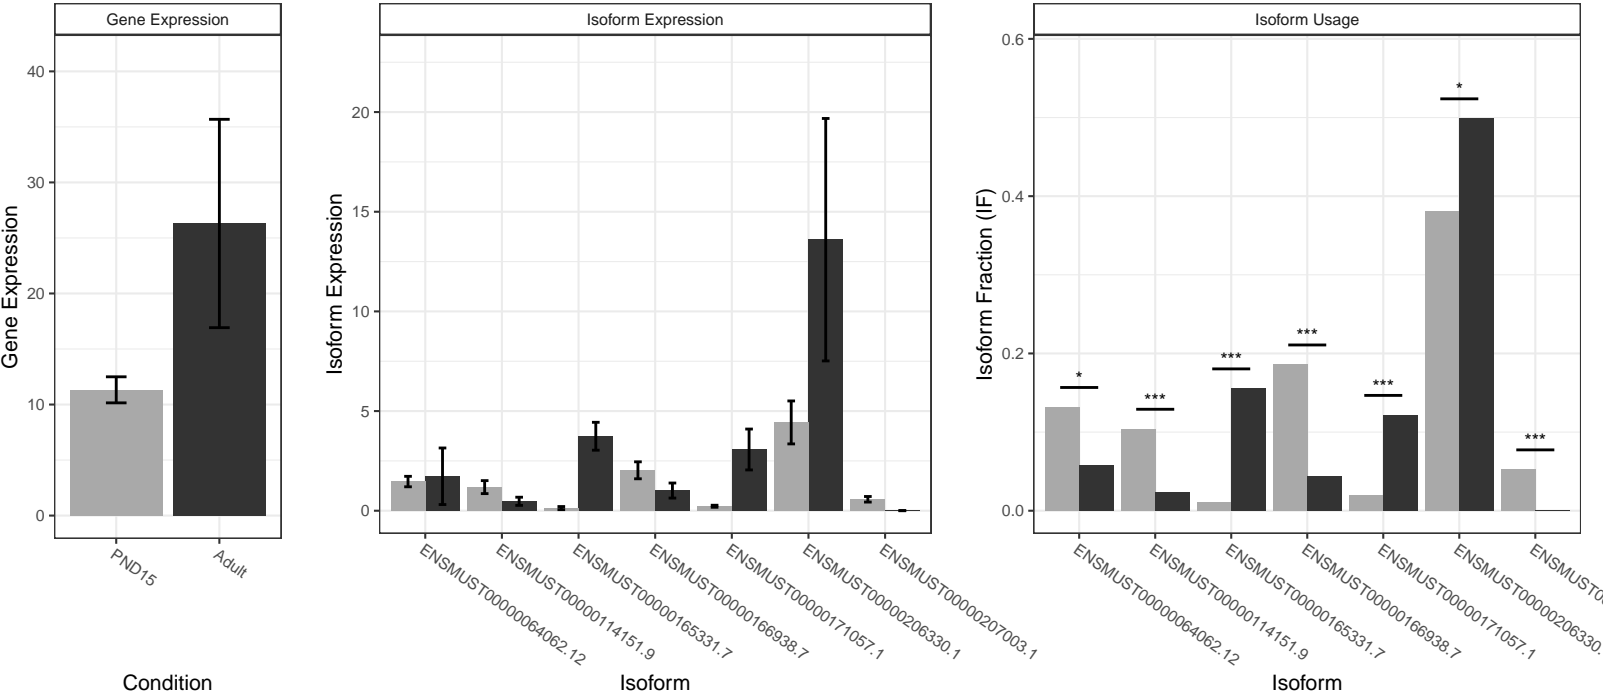 Gene Expression
Gene Expression
40
30
20
10
0
PND15
Adult
Condition
Isoform Expression
Isoform Expression
20
15
10
5
0
ENSMUST00000064062.12
ENSMUST00000114151.9
ENSMUST00000165331.7
ENSMUST00000166938.7
ENSMUST00000171057.1
ENSMUST00000206330.1
ENSMUST00000207003.1
Isoform
Isoform Usage
Isoform Fraction (IF)
0.6
0.4
0.2
0.0
*
***
***
***
***
*
***
ENSMUST00000064062.12
ENSMUST00000114151.9
ENSMUST00000165331.7
ENSMUST00000166938.7
ENSMUST00000171057.1
ENSMUST00000206330.
Isoform